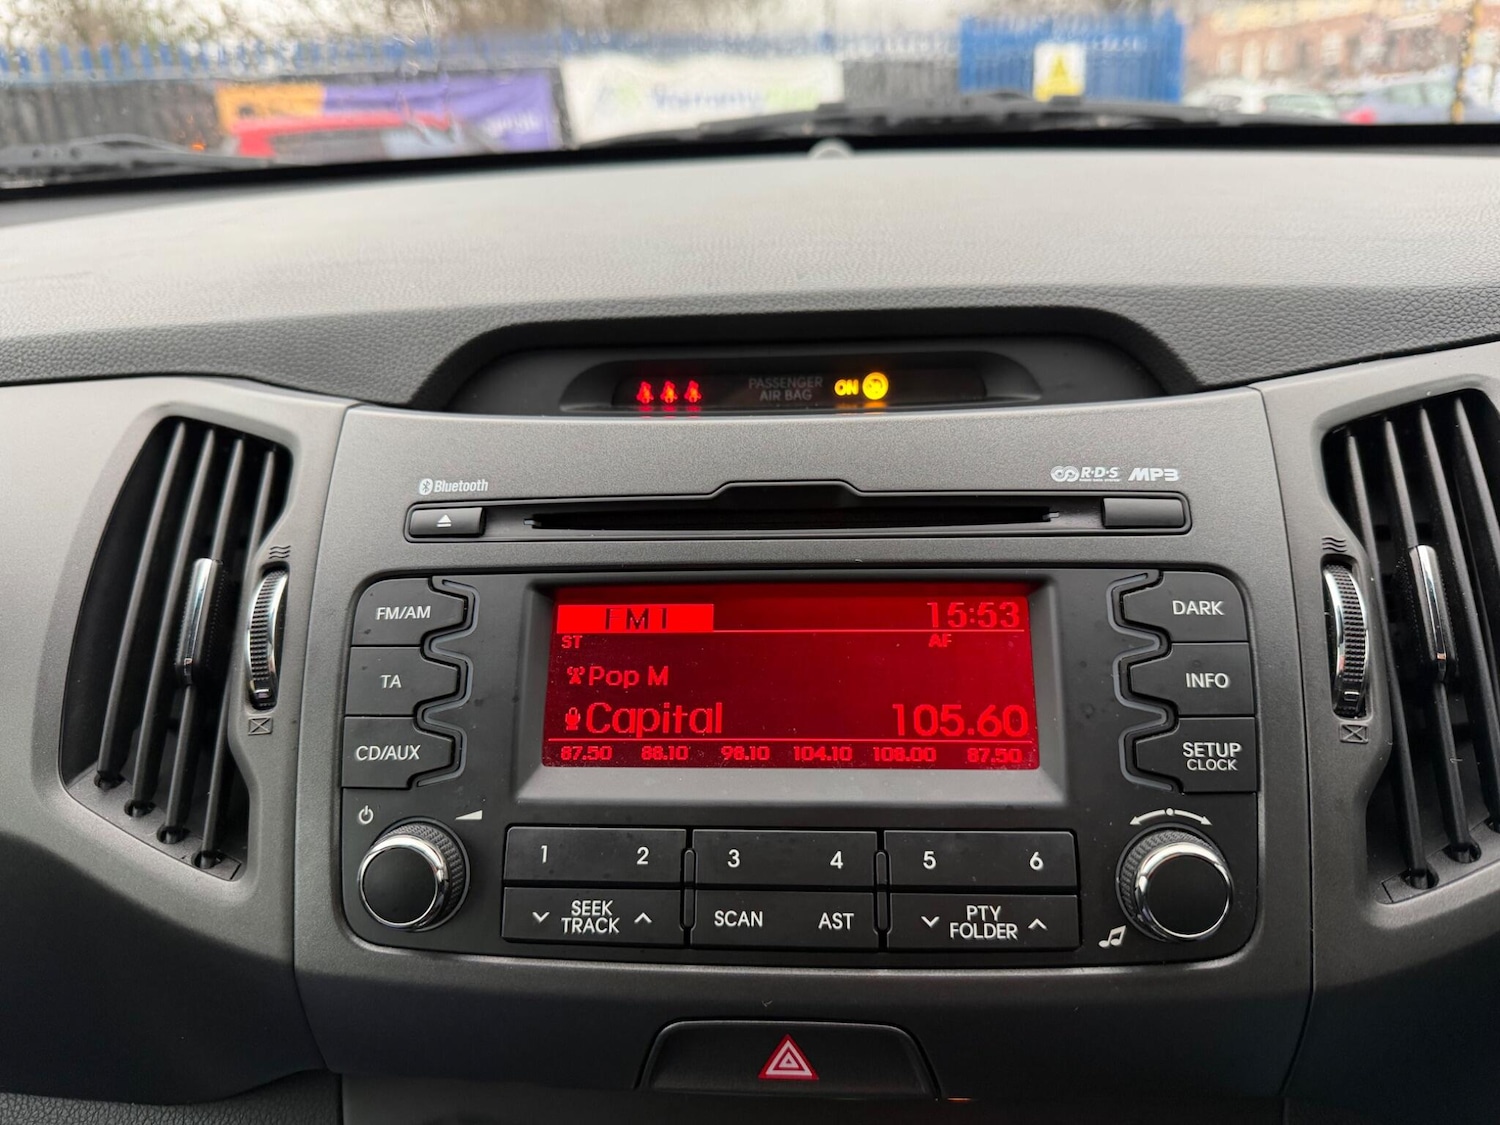 PASSENGER
AIR BAG
ON
Bluetooth
R·D·S
MP3
FM/AM
TA
CD/AUX
FM1
15:53
ST
AF
Pop M
Capital
105.60
87.50 88.10 98.10 104.10 108.00 87.50
DARK
INFO
SETUP
CLOCK
1 2 3 4 5 6
SEEK
TRACK
SCAN
AST
PTY
FOLDER